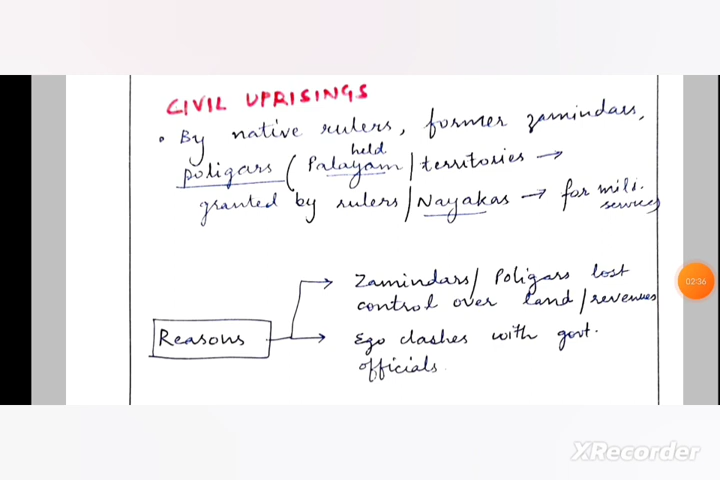 CIVIL UPRISINGS
• By native rulers, former zamindars,
held
poligars ( Palayam / territories →
granted by rulers / Nayakas → for mili.
services
Zamindars / Poligars lost
control over land / revenues
Reasons
Ego clashes with govt.
officials.
02:36
XRecorder